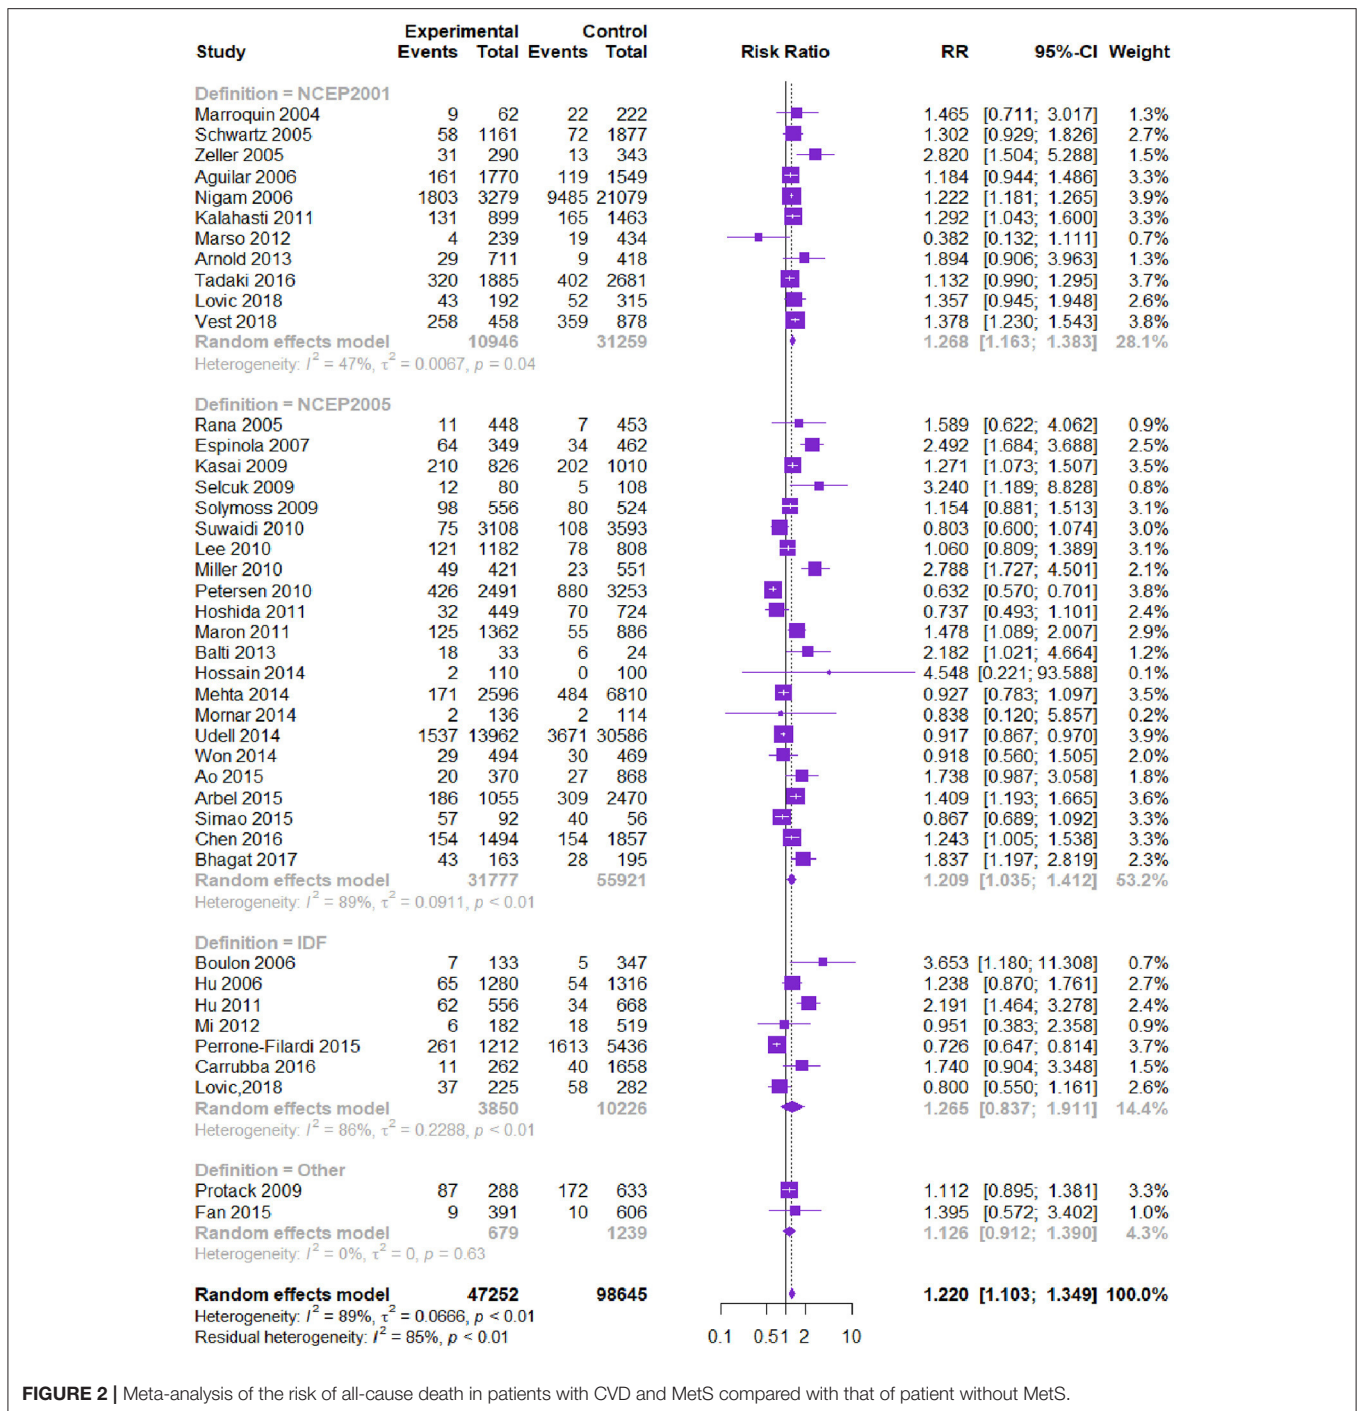 Experimental Control
Study Events Total Events Total Risk Ratio RR 95%-CI Weight
Definition = NCEP2001
Marroquin 2004 9 62 22 222 1.465 [0.711; 3.017] 1.3%
Schwartz 2005 58 1161 72 1877 1.302 [0.929; 1.826] 2.7%
Zeller 2005 31 290 13 343 2.820 [1.504; 5.288] 1.5%
Aguilar 2006 161 1770 119 1549 1.184 [0.944; 1.486] 3.3%
Nigam 2006 1803 3279 9485 21079 1.222 [1.181; 1.265] 3.9%
Kalahasti 2011 131 899 165 1463 1.292 [1.043; 1.600] 3.3%
Marso 2012 4 239 19 434 0.382 [0.132; 1.111] 0.7%
Arnold 2013 29 711 9 418 1.894 [0.906; 3.963] 1.3%
Tadaki 2016 320 1885 402 2681 1.132 [0.990; 1.295] 3.7%
Lovic 2018 43 192 52 315 1.357 [0.945; 1.948] 2.6%
Vest 2018 258 458 359 878 1.378 [1.230; 1.543] 3.8%
Random effects model 10946 31259 1.268 [1.163; 1.383] 28.1%
Heterogeneity: I² = 47%, τ² = 0.0067, p = 0.04
Definition = NCEP2005
Rana 2005 11 448 7 453 1.589 [0.622; 4.062] 0.9%
Espinola 2007 64 349 34 462 2.492 [1.684; 3.688] 2.5%
Kasai 2009 210 826 202 1010 1.271 [1.073; 1.507] 3.5%
Selcuk 2009 12 80 5 108 3.240 [1.189; 8.828] 0.8%
Solymoss 2009 98 556 80 524 1.154 [0.881; 1.513] 3.1%
Suwaidi 2010 75 3108 108 3593 0.803 [0.600; 1.074] 3.0%
Lee 2010 121 1182 78 808 1.060 [0.809; 1.389] 3.1%
Miller 2010 49 421 23 551 2.788 [1.727; 4.501] 2.1%
Petersen 2010 426 2491 880 3253 0.632 [0.570; 0.701] 3.8%
Hoshida 2011 32 449 70 724 0.737 [0.493; 1.101] 2.4%
Maron 2011 125 1362 55 886 1.478 [1.089; 2.007] 2.9%
Balti 2013 18 33 6 24 2.182 [1.021; 4.664] 1.2%
Hossain 2014 2 110 0 100 4.548 [0.221; 93.588] 0.1%
Mehta 2014 171 2596 484 6810 0.927 [0.783; 1.097] 3.5%
Mornar 2014 2 136 2 114 0.838 [0.120; 5.857] 0.2%
Udell 2014 1537 13962 3671 30586 0.917 [0.867; 0.970] 3.9%
Won 2014 29 494 30 469 0.918 [0.560; 1.505] 2.0%
Ao 2015 20 370 27 868 1.738 [0.987; 3.058] 1.8%
Arbel 2015 186 1055 309 2470 1.409 [1.193; 1.665] 3.6%
Simao 2015 57 92 40 56 0.867 [0.689; 1.092] 3.3%
Chen 2016 154 1494 154 1857 1.243 [1.005; 1.538] 3.3%
Bhagat 2017 43 163 28 195 1.837 [1.197; 2.819] 2.3%
Random effects model 31777 55921 1.209 [1.035; 1.412] 53.2%
Heterogeneity: I² = 89%, τ² = 0.0911, p < 0.01
Definition = IDF
Boulon 2006 7 133 5 347 3.653 [1.180; 11.308] 0.7%
Hu 2006 65 1280 54 1316 1.238 [0.870; 1.761] 2.7%
Hu 2011 62 556 34 668 2.191 [1.464; 3.278] 2.4%
Mi 2012 6 182 18 519 0.951 [0.383; 2.358] 0.9%
Perrone-Filardi 2015 261 1212 1613 5436 0.726 [0.647; 0.814] 3.7%
Carrubba 2016 11 262 40 1658 1.740 [0.904; 3.348] 1.5%
Lovic,2018 37 225 58 282 0.800 [0.550; 1.161] 2.6%
Random effects model 3850 10226 1.265 [0.837; 1.911] 14.4%
Heterogeneity: I² = 86%, τ² = 0.2288, p < 0.01
Definition = Other
Protack 2009 87 288 172 633 1.112 [0.895; 1.381] 3.3%
Fan 2015 9 391 10 606 1.395 [0.572; 3.402] 1.0%
Random effects model 679 1239 1.126 [0.912; 1.390] 4.3%
Heterogeneity: I² = 0%, τ² = 0, p = 0.63
Random effects model 47252 98645 1.220 [1.103; 1.349] 100.0%
Heterogeneity: I² = 89%, τ² = 0.0666, p < 0.01
Residual heterogeneity: I² = 85%, p < 0.01
0.1 0.5 1 2 10
FIGURE 2 | Meta-analysis of the risk of all-cause death in patients with CVD and MetS compared with that of patient without MetS.